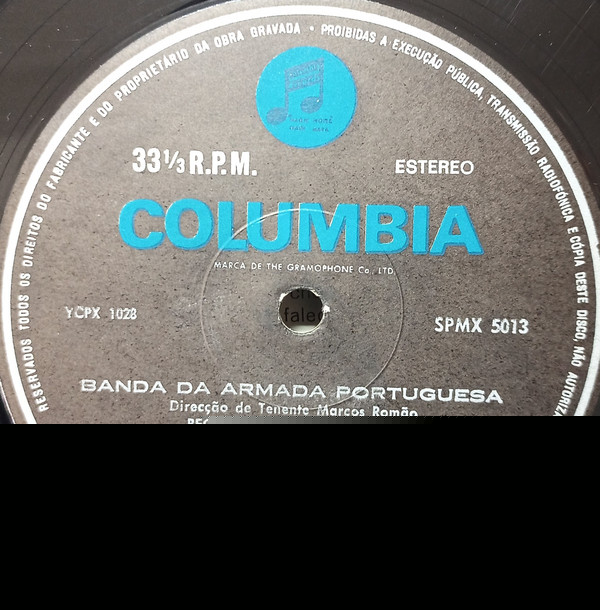 RESERVADOS TODOS OS DIREITOS DO FABRICANTE E DO PROPRIETÁRIO DA OBRA GRAVADA • PROIBIDAS A EXECUÇÃO PÚBLICA, TRANSMISSÃO RADIOFÓNICA E CÓPIA DESTE DISCO, NÃO AUTORIZA
33⅓ R.P.M.
ESTEREO
COLUMBIA
MARCA DE THE GRAMOPHONE Co., LTD.
YCPX 1028
SPMX 5013
BANDA DA ARMADA PORTUGUESA
Direcção de Tenente Marcos Romão